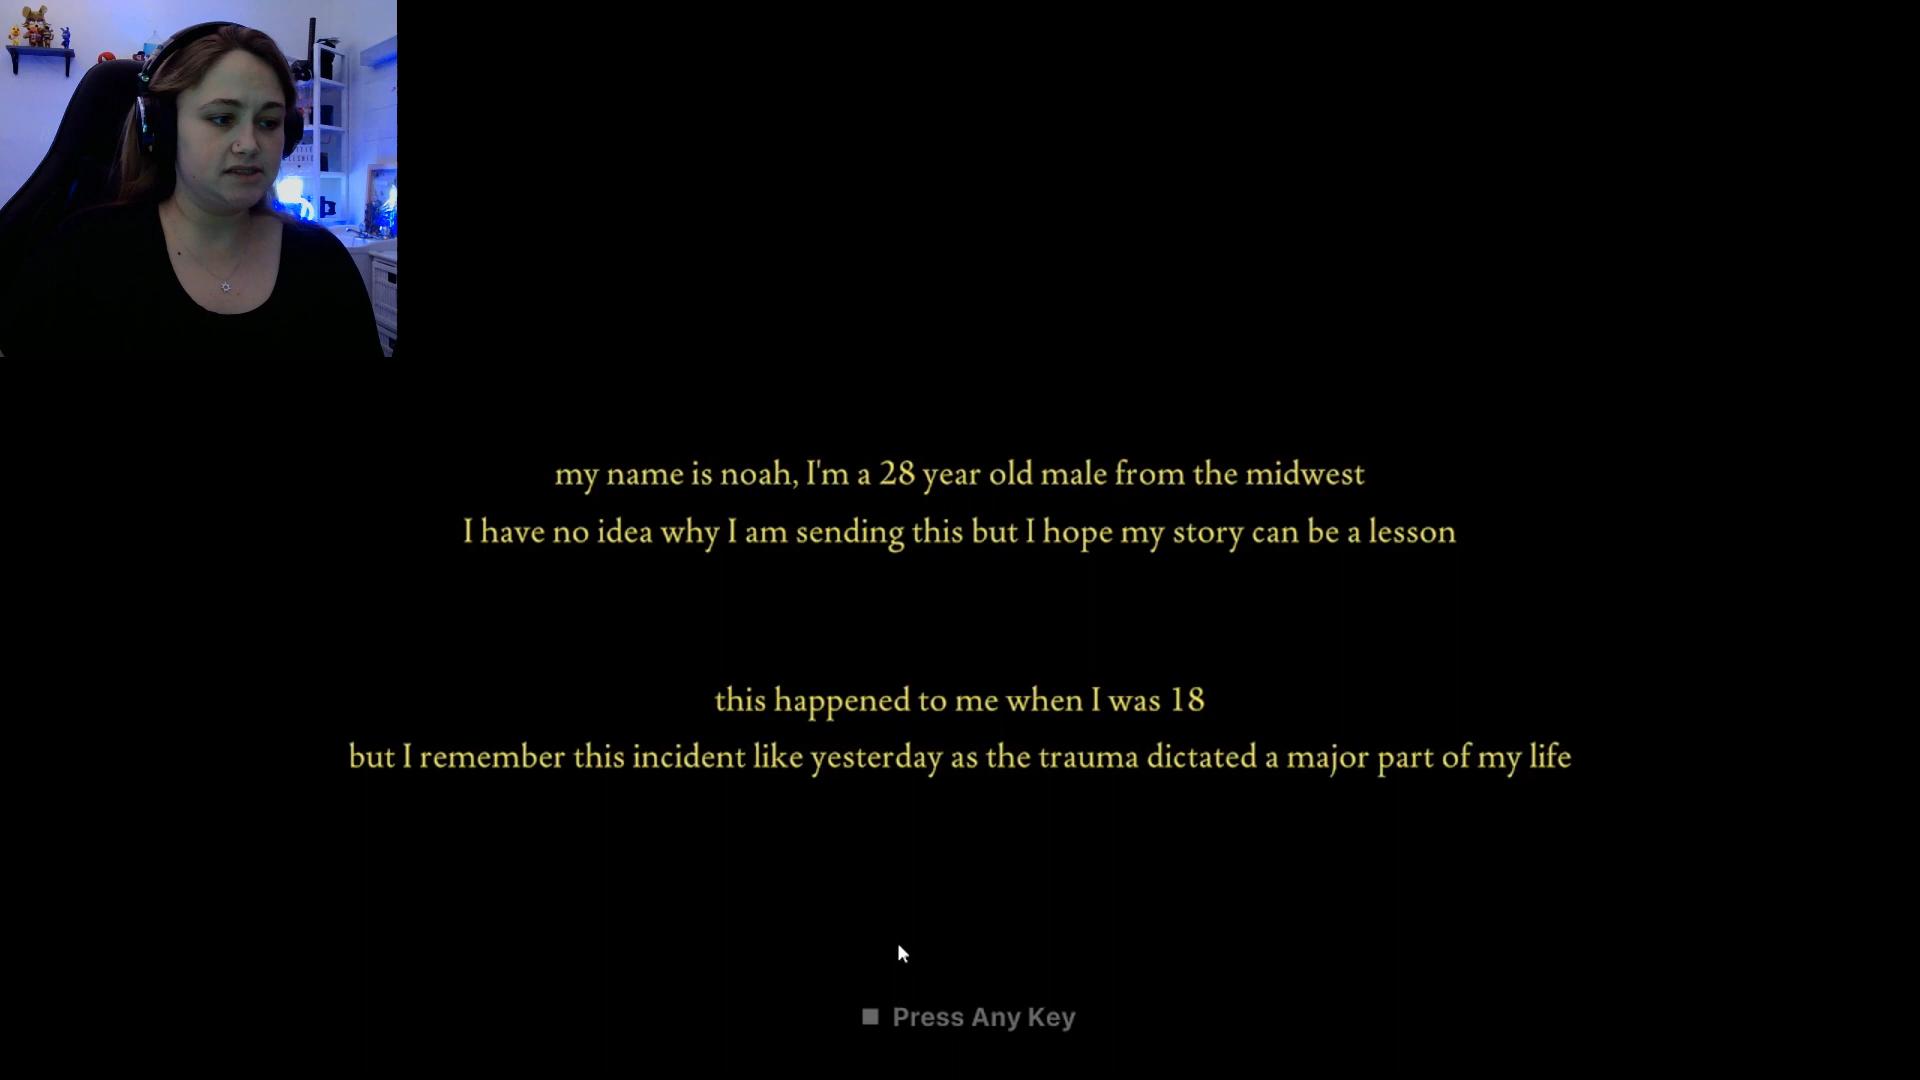 my name is noah, I'm a 28 year old male from the midwest
I have no idea why I am sending this but I hope my story can be a lesson
this happened to me when I was 18
but I remember this incident like yesterday as the trauma dictated a major part of my life
Press Any Key